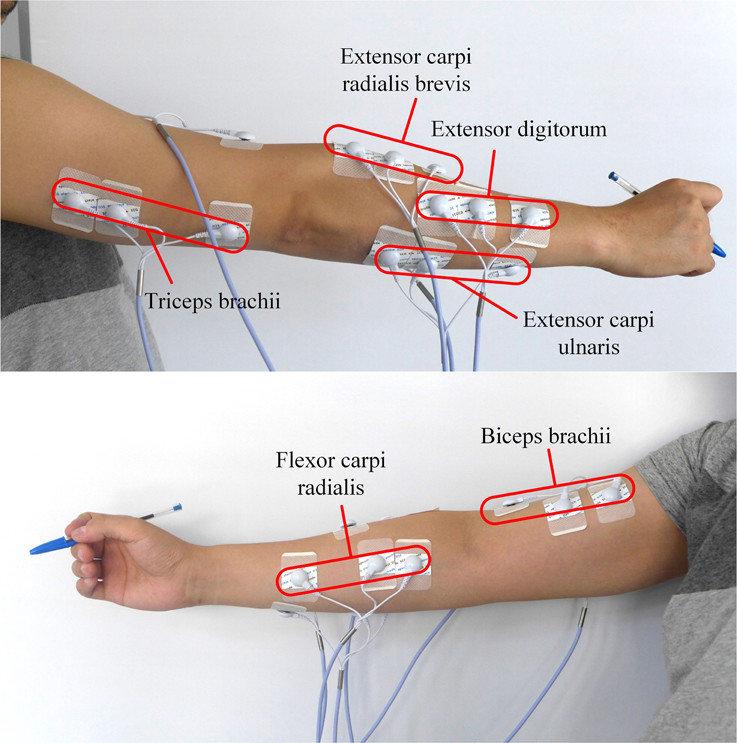 Extensor carpi
radialis brevis
Extensor digitorum
Triceps brachii
Extensor carpi
ulnaris
Biceps brachii
Flexor carpi
radialis